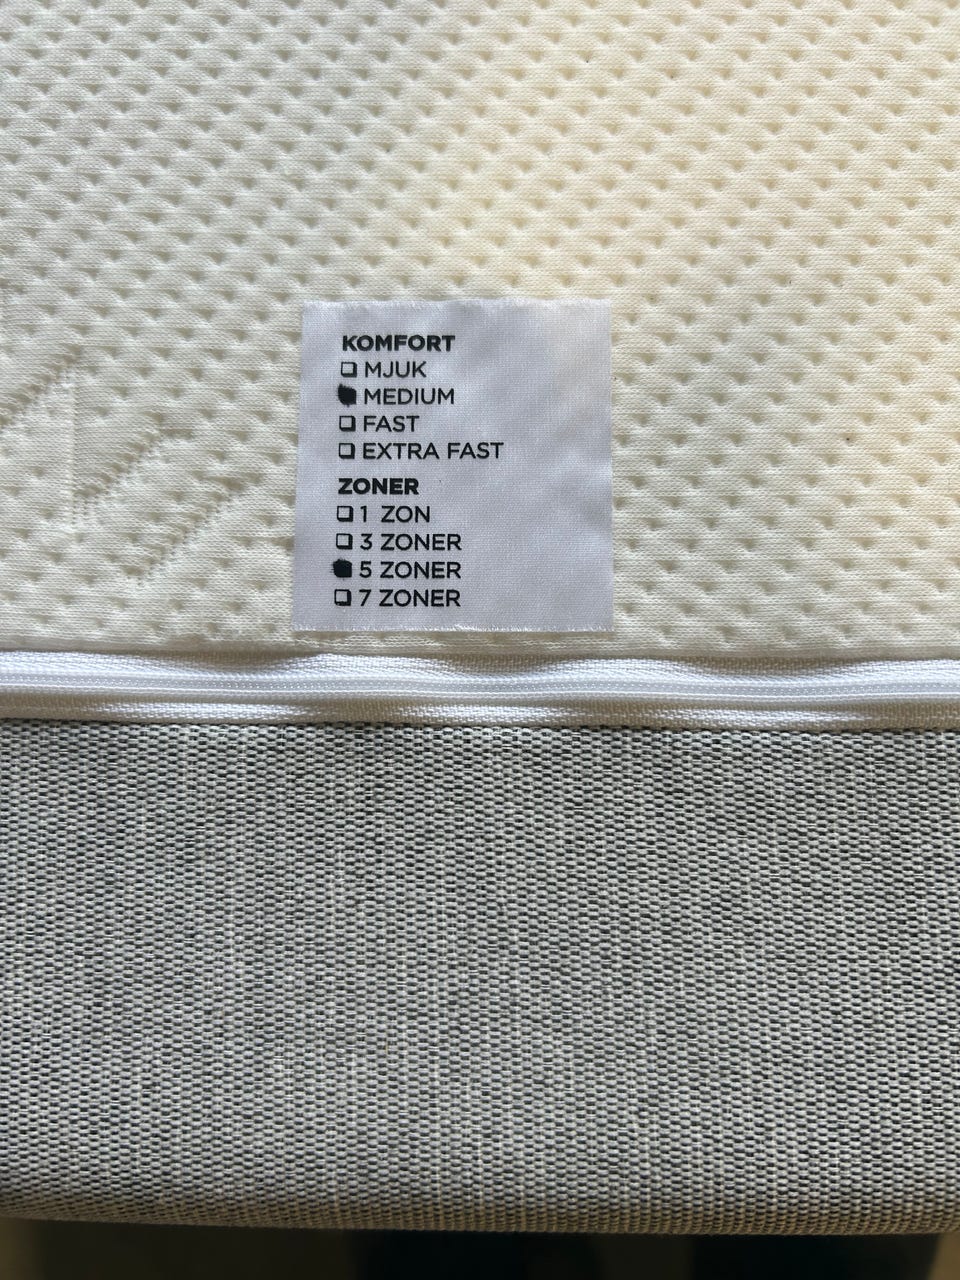 KOMFORT
MJUK
MEDIUM
FAST
EXTRA FAST
ZONER
1 ZON
3 ZONER
5 ZONER
7 ZONER